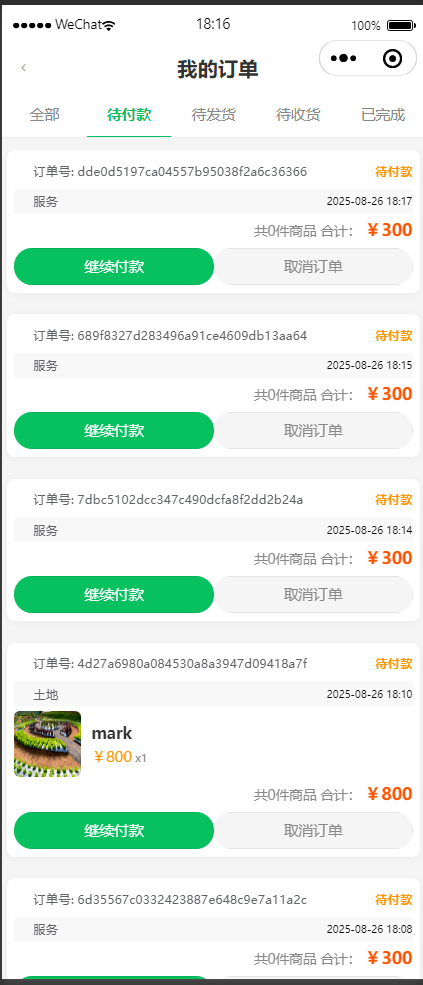 WeChat 18:16 100%
我的订单
全部 待付款 待发货 待收货 已完成
订单号: dde0d5197ca04557b95038f2a6c36366 待付款
服务 2025-08-26 18:17
共0件商品 合计： ￥300
继续付款 取消订单
订单号: 689f8327d283496a91ce4609db13aa64 待付款
服务 2025-08-26 18:15
共0件商品 合计： ￥300
继续付款 取消订单
订单号: 7dbc5102dcc347c490dcfa8f2dd2b24a 待付款
服务 2025-08-26 18:14
共0件商品 合计： ￥300
继续付款 取消订单
订单号: 4d27a6980a084530a8a3947d09418a7f 待付款
土地 2025-08-26 18:10
mark
￥800 x1
共0件商品 合计： ￥800
继续付款 取消订单
订单号: 6d35567c0332423887e648c9e7a11a2c 待付款
服务 2025-08-26 18:08
共0件商品 合计： ￥300